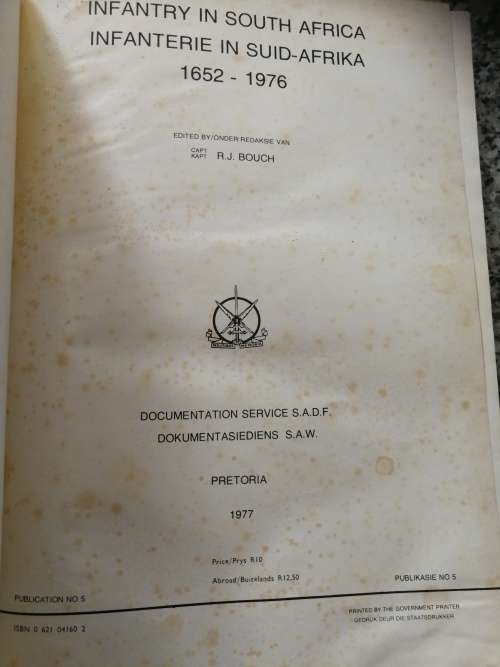 INFANTRY IN SOUTH AFRICA
INFANTERIE IN SUID-AFRIKA
1652 - 1976
EDITED BY/ONDER REDAKSIE VAN
CAPT
KAPT R.J. BOUCH
DOCUMENTATION SERVICE S.A.D.F.
DOKUMENTASIEDIENS S.A.W.
PRETORIA
1977
Price/Prys R10
Abroad/Buitelands R12,50
PUBLICATION NO 5
PUBLIKASIE NO 5
ISBN 0 621 04160 2
PRINTED BY THE GOVERNMENT PRINTER
GEDRUK DEUR DIE STAATSDRUKKER